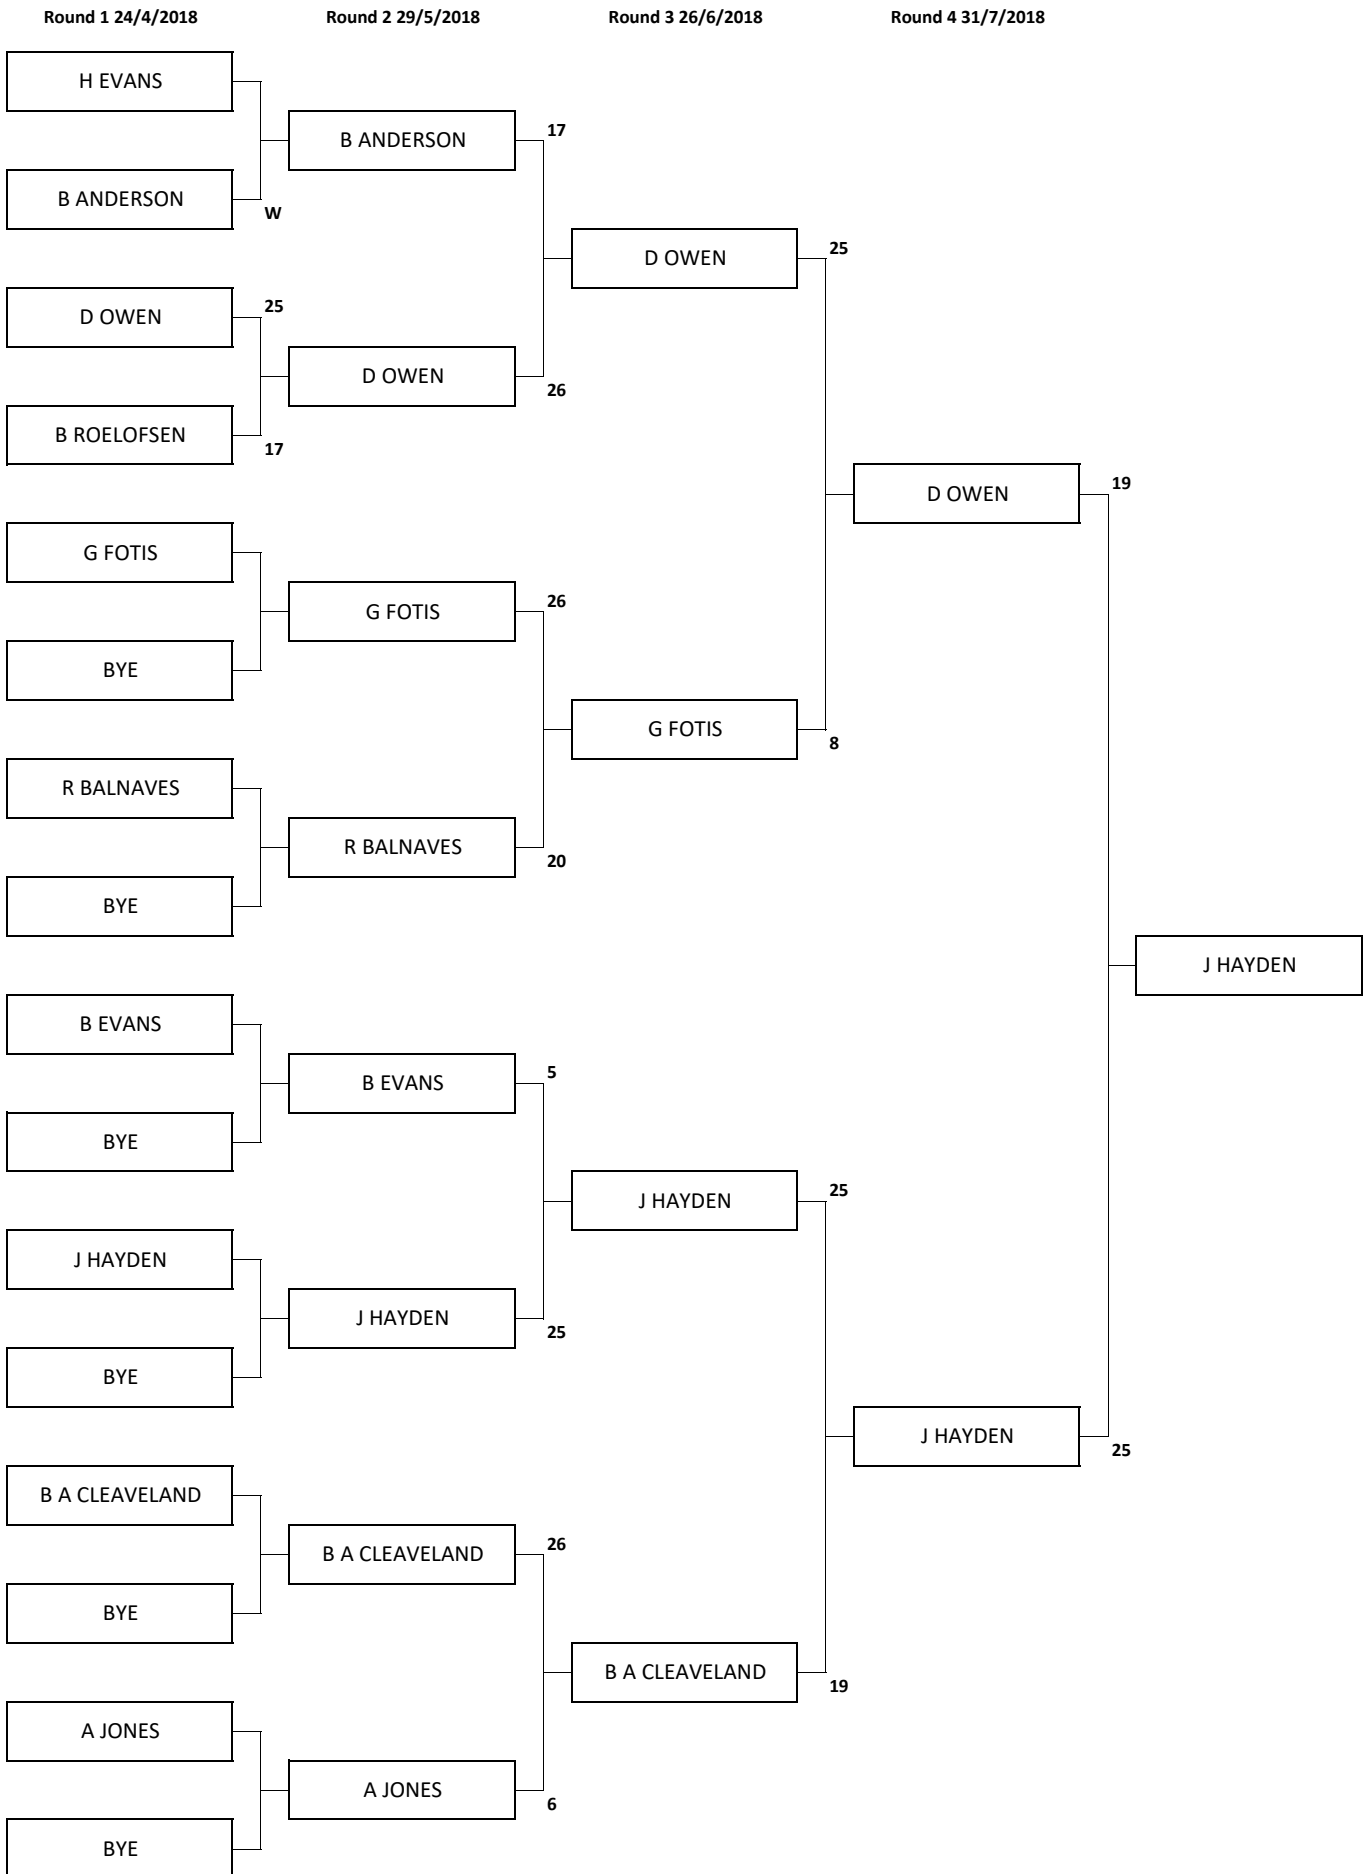 Round 1 24/4/2018 Round 2 29/5/2018 Round 3 26/6/2018 Round 4 31/7/2018
H EVANS
B ANDERSON 17
B ANDERSON
W
D OWEN 25
D OWEN 25
D OWEN
26
B ROELOFSEN
17
D OWEN 19
G FOTIS
G FOTIS 26
BYE
G FOTIS
8
R BALNAVES
R BALNAVES
20
BYE
J HAYDEN
B EVANS
B EVANS 5
BYE
J HAYDEN 25
J HAYDEN
J HAYDEN
25
BYE
J HAYDEN
25
B A CLEAVELAND
B A CLEAVELAND 26
BYE
B A CLEAVELAND
19
A JONES
A JONES
6
BYE